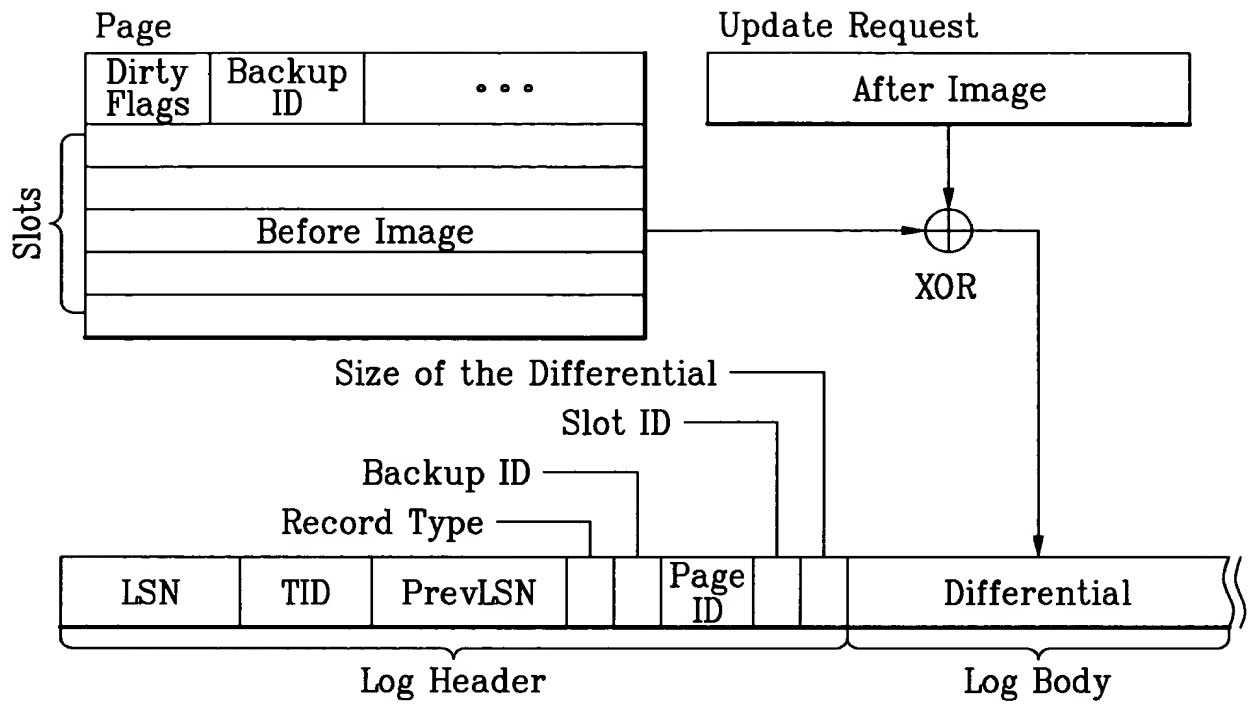 Page
Update Request
Dirty
Flags
Backup
ID
After Image
Slots
Before Image
XOR
Size of the Differential
Slot ID
Backup ID
Record Type
LSN
TID
PrevLSN
Page
ID
Differential
Log Header
Log Body